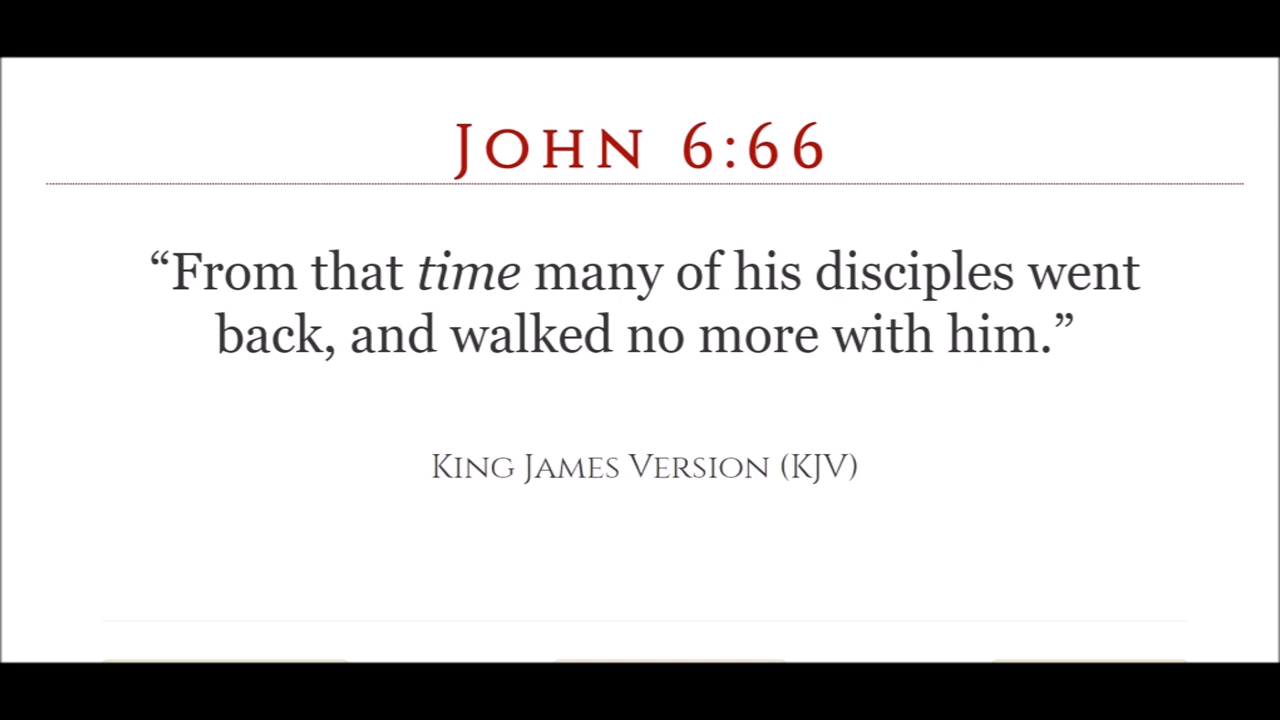 John 6:66
“From that time many of his disciples went
back, and walked no more with him.”
King James Version (KJV)